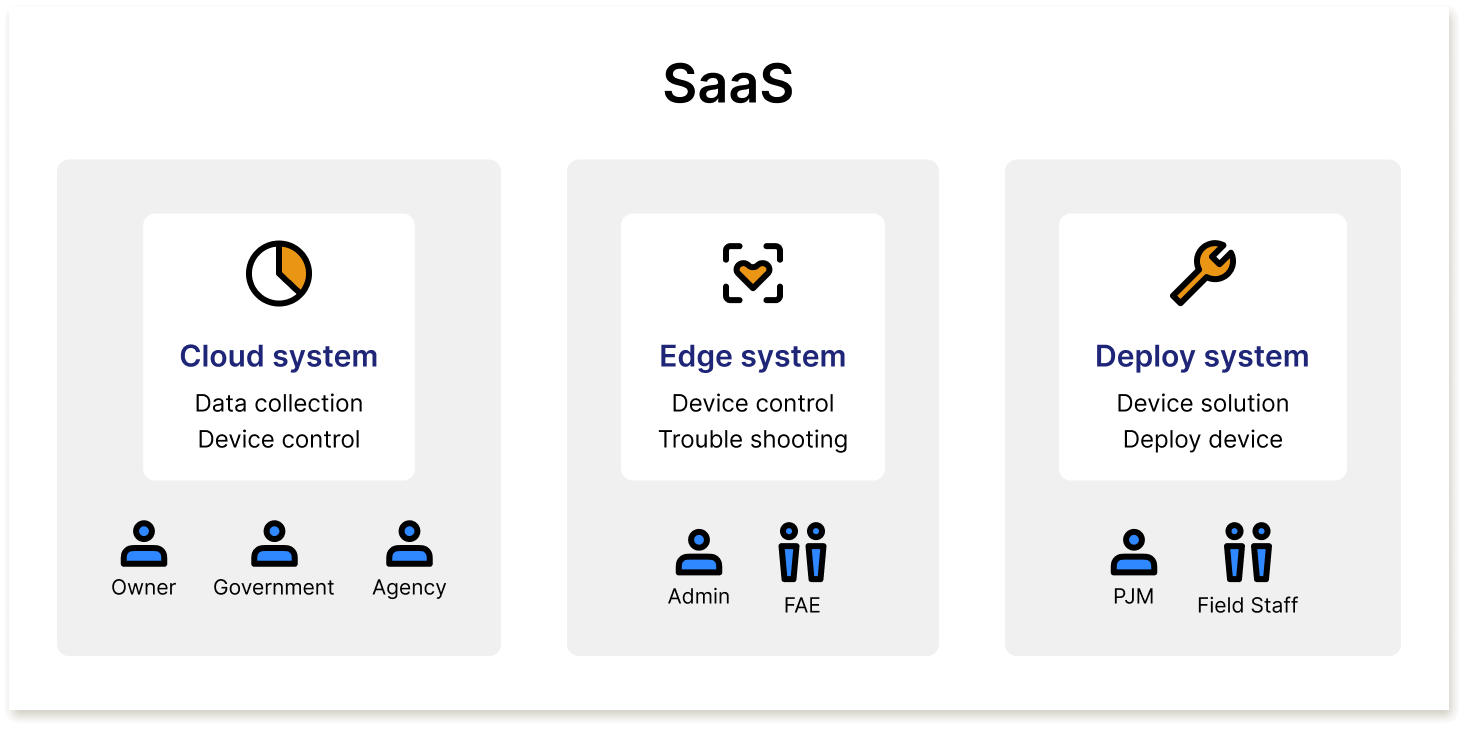 SaaS
Cloud system
Data collection
Device control
Owner
Government
Agency
Edge system
Device control
Trouble shooting
Admin
FAE
Deploy system
Device solution
Deploy device
PJM
Field Staff